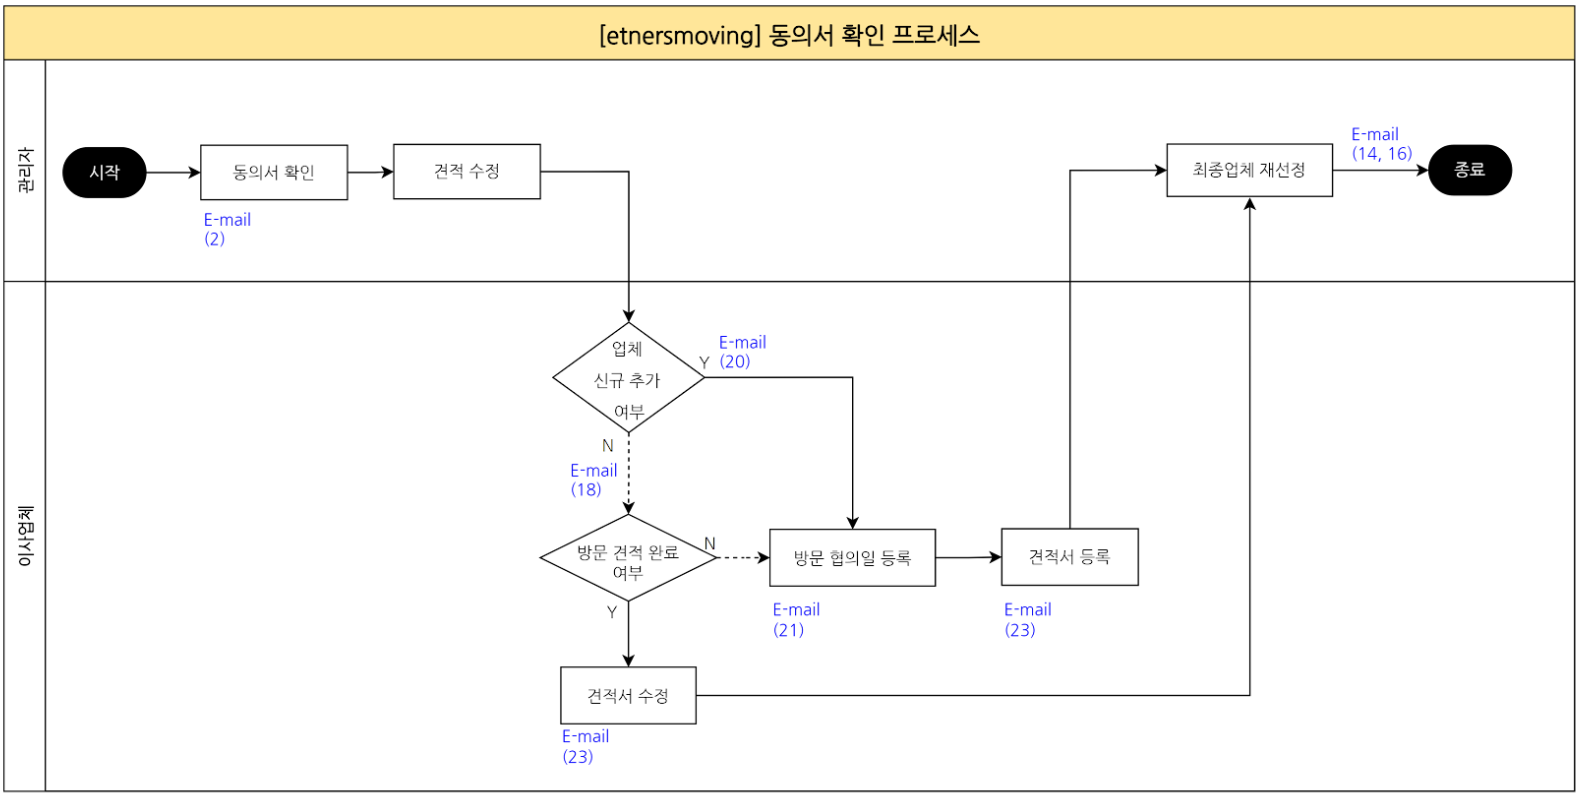 [etnersmoving] 동의서 확인 프로세스
관리자
시작
동의서 확인
E-mail
(2)
견적 수정
최종업체 재선정
E-mail
(14, 16)
종료
이사업체
업체
신규 추가
여부
Y
E-mail
(20)
N
E-mail
(18)
방문 견적 완료
여부
N
방문 협의일 등록
E-mail
(21)
견적서 등록
E-mail
(23)
Y
견적서 수정
E-mail
(23)